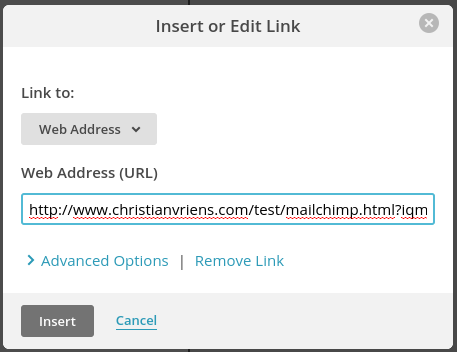 Insert or Edit Link
Link to:
Web Address
Web Address (URL)
http://www.christianvriens.com/test/mailchimp.html?iqm
Advanced Options | Remove Link
Insert Cancel